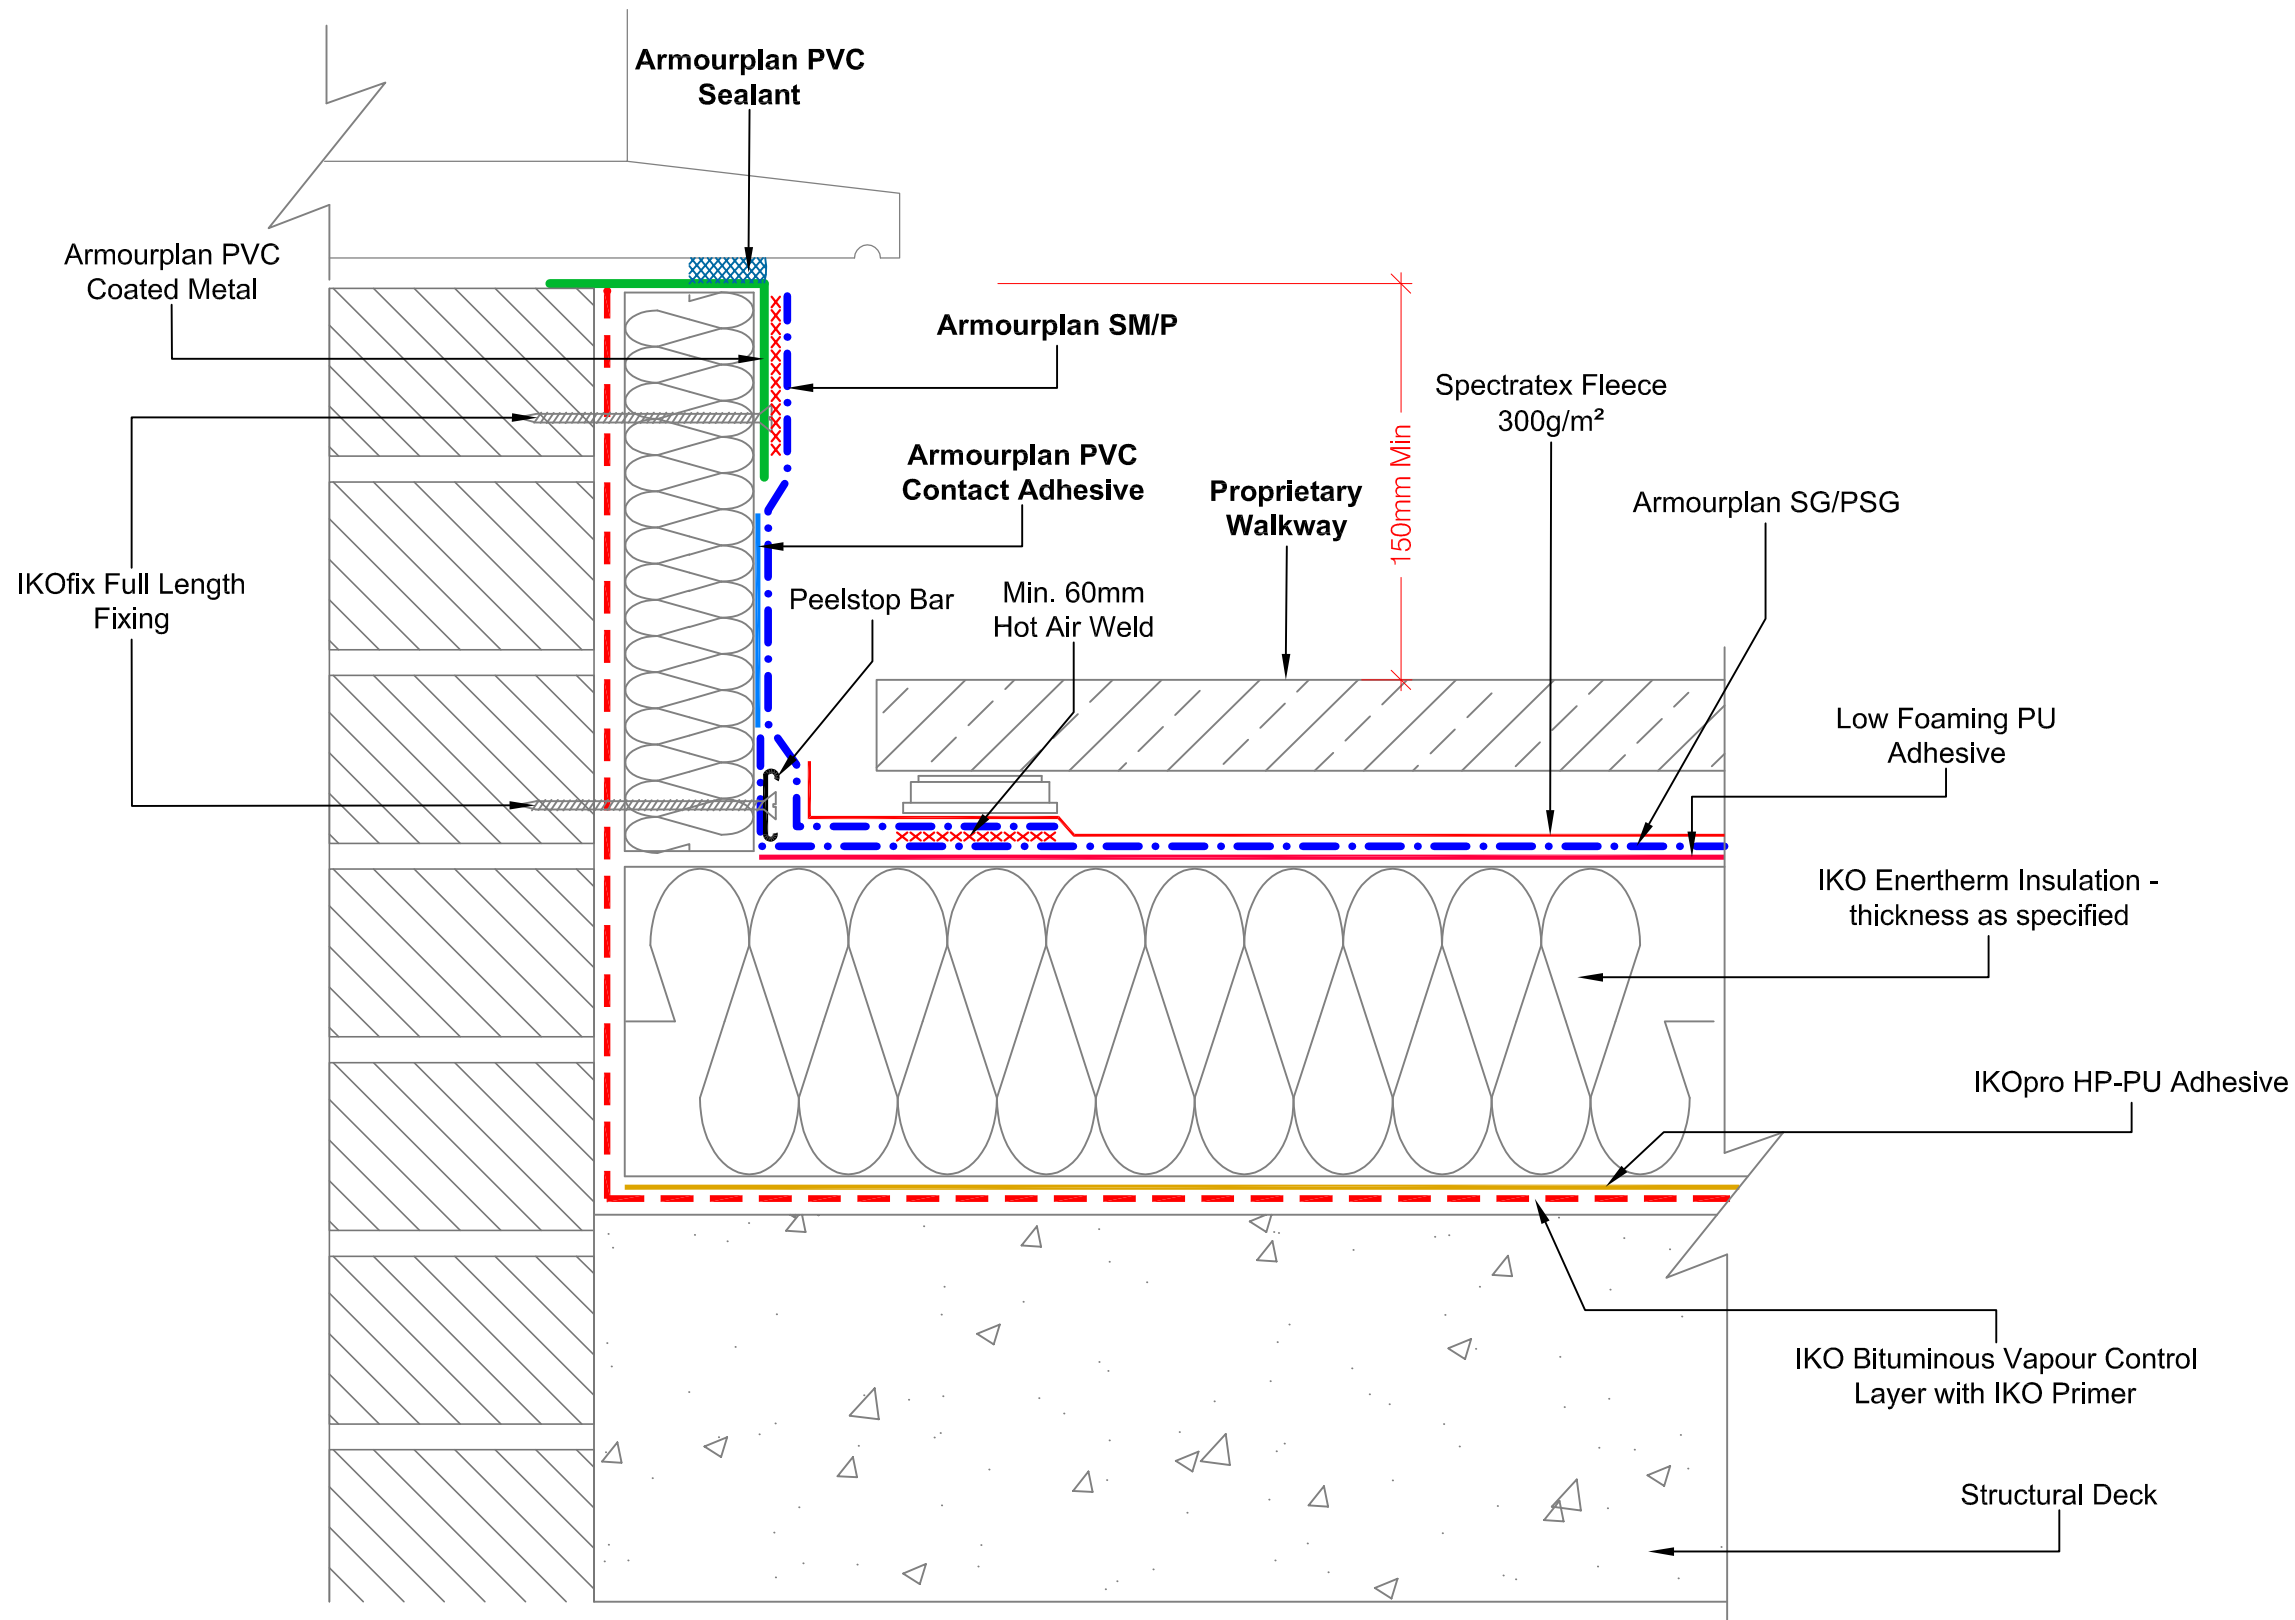 Armourplan PVC
Sealant
Armourplan PVC
Coated Metal
Armourplan SM/P
Spectratex Fleece
300g/m²
Armourplan PVC
Contact Adhesive
Proprietary
Walkway
150mm Min
Armourplan SG/PSG
IKOfix Full Length
Fixing
Peelstop Bar
Min. 60mm
Hot Air Weld
Low Foaming PU
Adhesive
IKO Enertherm Insulation -
thickness as specified
IKOpro HP-PU Adhesive
IKO Bituminous Vapour Control
Layer with IKO Primer
Structural Deck